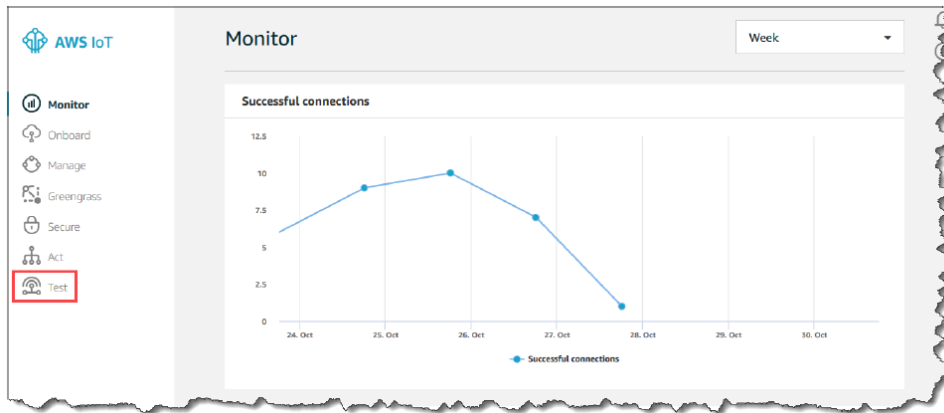 AWS IoT
Monitor
Onboard
Manage
Greengrass
Secure
Act
Test
Monitor
Week
Successful connections
12.5
10
7.5
5
2.5
0
24. Oct 25. Oct 26. Oct 27. Oct 28. Oct 29. Oct 30. Oct
Successful connections